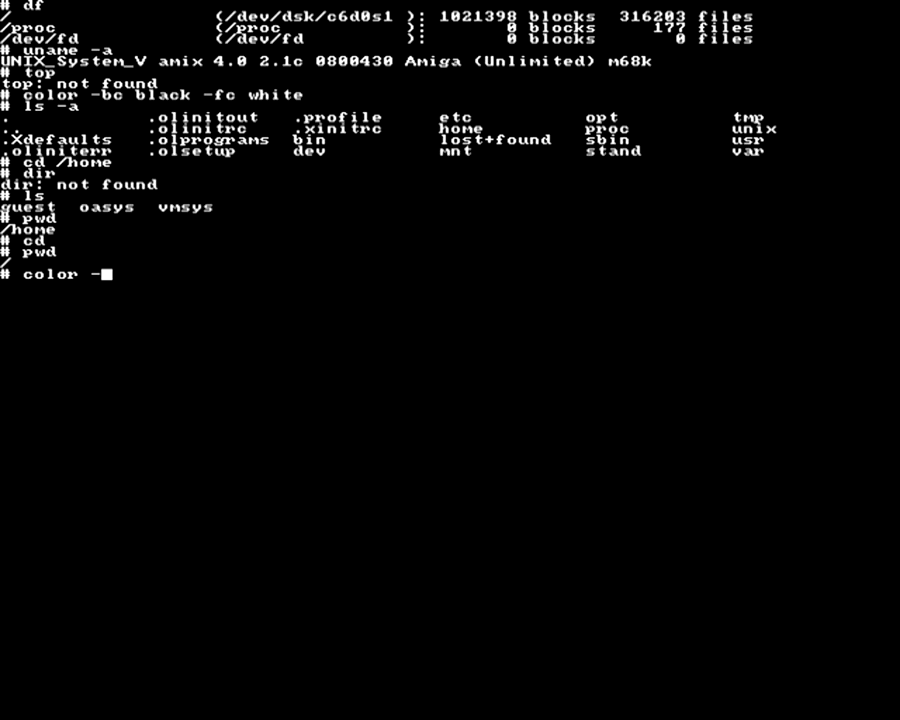 # df
/ (/dev/dsk/c6d0s1 ): 1021398 blocks 316203 files
/proc (/proc ): 0 blocks 177 files
/dev/fd (/dev/fd ): 0 blocks 0 files
# uname -a
UNIX_System_V amix 4.0 2.1c 0800430 Amiga (Unlimited) m68k
# top
top: not found
# color -bc black -fc white
# ls -a
. .olinitout .profile etc opt tmp
.. .olinitrc .xinitrc home proc unix
.Xdefaults .olprograms bin lost+found sbin usr
.oliniterr .olsetup dev mnt stand var
# cd /home
# dir
dir: not found
# ls
guest oasys vmsys
# pwd
/home
# cd
# pwd
/
# color -